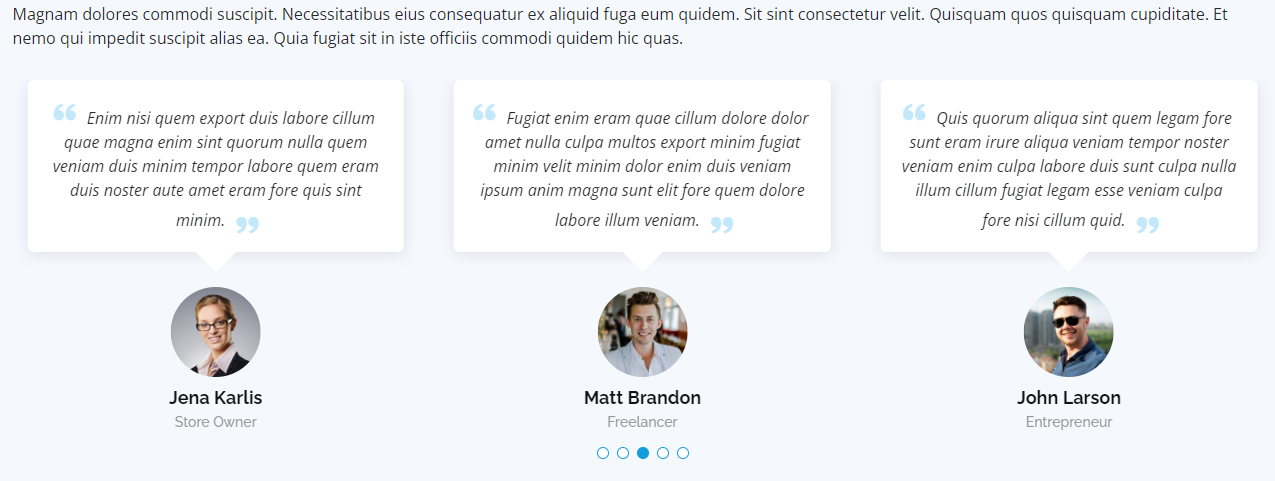 Magnam dolores commodi suscipit. Necessitatibus eius consequatur ex aliquid fuga eum quidem. Sit sint consectetur velit. Quisquam quos quisquam cupiditate. Et
nemo qui impedit suscipit alias ea. Quia fugiat sit in iste officiis commodi quidem hic quas.
“ Enim nisi quem export duis labore cillum
quae magna enim sint quorum nulla quem
veniam duis minim tempor labore quem eram
duis noster aute amet eram fore quis sint
minim. ”
Jena Karlis
Store Owner
“ Fugiat enim eram quae cillum dolore dolor
amet nulla culpa multos export minim fugiat
minim velit minim dolor enim duis veniam
ipsum anim magna sunt elit fore quem dolore
labore illum veniam. ”
Matt Brandon
Freelancer
“ Quis quorum aliqua sint quem legam fore
sunt eram irure aliqua veniam tempor noster
veniam enim culpa labore duis sunt culpa nulla
illum cillum fugiat legam esse veniam culpa
fore nisi cillum quid. ”
John Larson
Entrepreneur